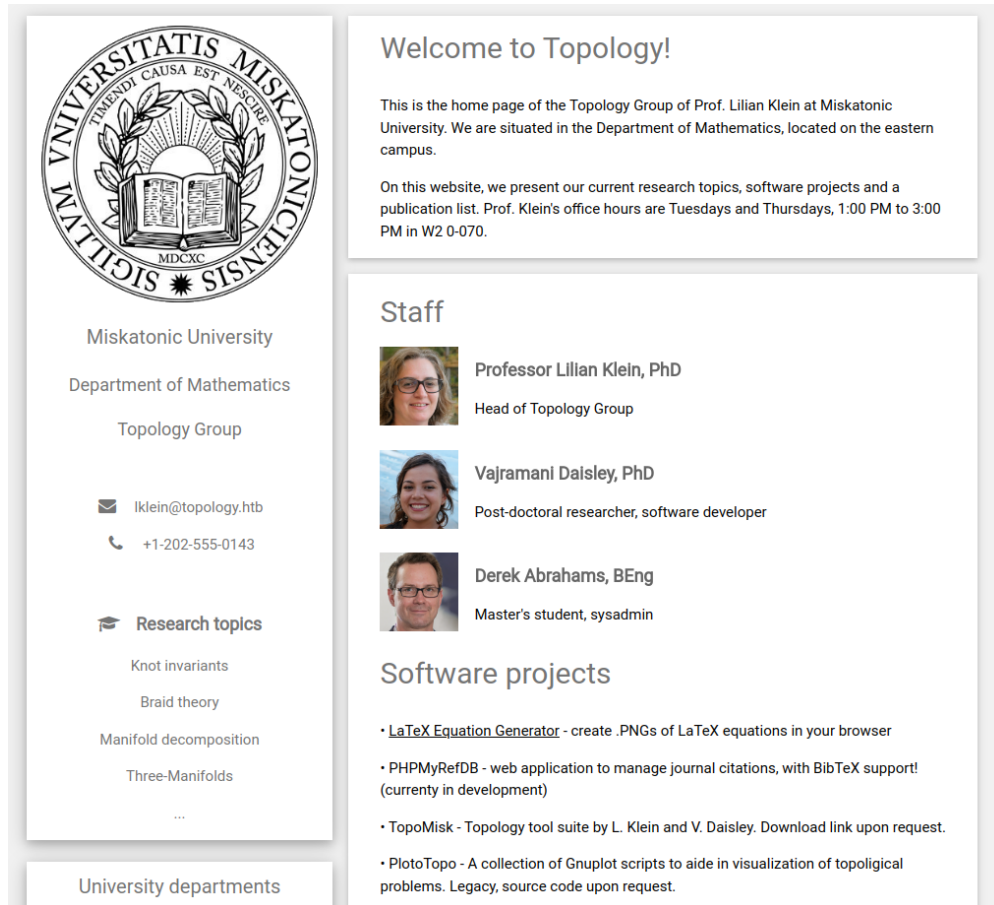 SIGILLVM VNIVERSITATIS MISKATONICIENSIS
TIMENDI CAUSA EST NESCIRE
MDCXC
Miskatonic University
Department of Mathematics
Topology Group
lklein@topology.htb
+1-202-555-0143
Research topics
Knot invariants
Braid theory
Manifold decomposition
Three-Manifolds
...
University departments
Welcome to Topology!
This is the home page of the Topology Group of Prof. Lilian Klein at Miskatonic
University. We are situated in the Department of Mathematics, located on the eastern
campus.
On this website, we present our current research topics, software projects and a
publication list. Prof. Klein's office hours are Tuesdays and Thursdays, 1:00 PM to 3:00
PM in W2 0-070.
Staff
Professor Lilian Klein, PhD
Head of Topology Group
Vajramani Daisley, PhD
Post-doctoral researcher, software developer
Derek Abrahams, BEng
Master's student, sysadmin
Software projects
• LaTeX Equation Generator - create .PNGs of LaTeX equations in your browser
• PHPMyRefDB - web application to manage journal citations, with BibTeX support!
(currenty in development)
• TopoMisk - Topology tool suite by L. Klein and V. Daisley. Download link upon request.
• PlotoTopo - A collection of Gnuplot scripts to aide in visualization of topoligical
problems. Legacy, source code upon request.